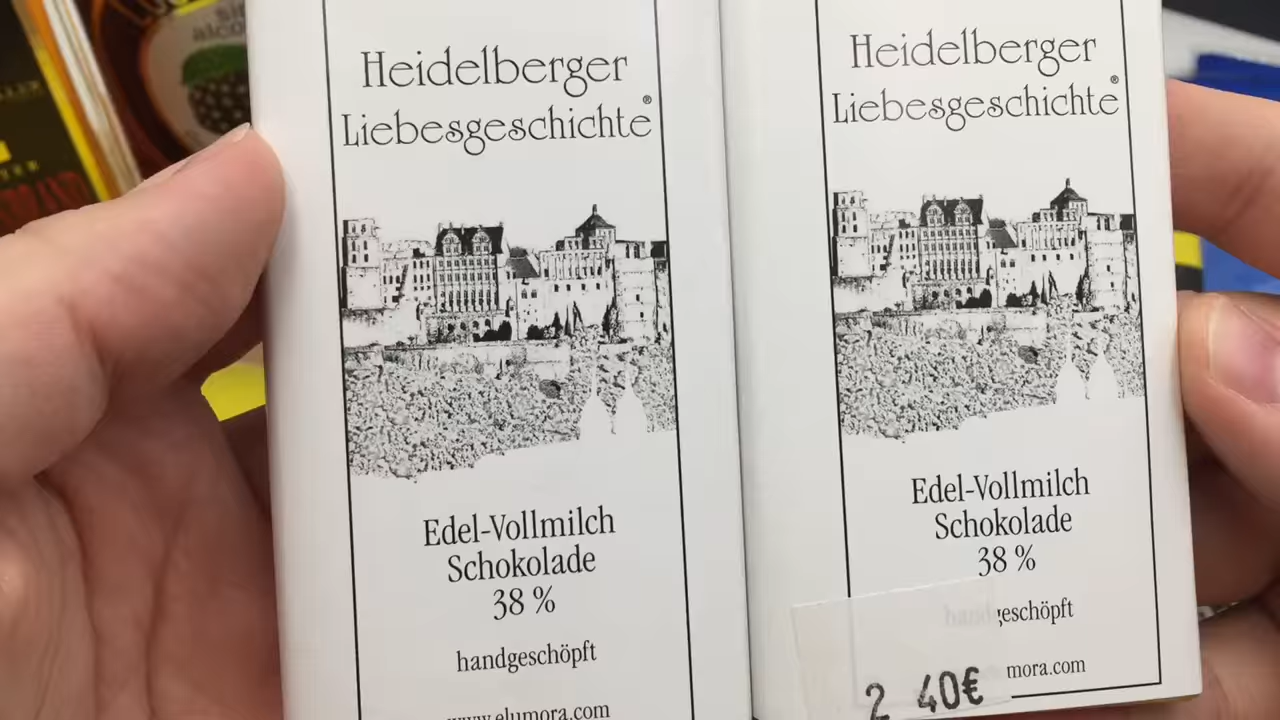 Heidelberger
Liebesgeschichte®
Edel-Vollmilch
Schokolade
38 %
handgeschöpft
www.elumora.com
Heidelberger
Liebesgeschichte®
Edel-Vollmilch
Schokolade
38 %
handgeschöpft
mora.com
2 40€